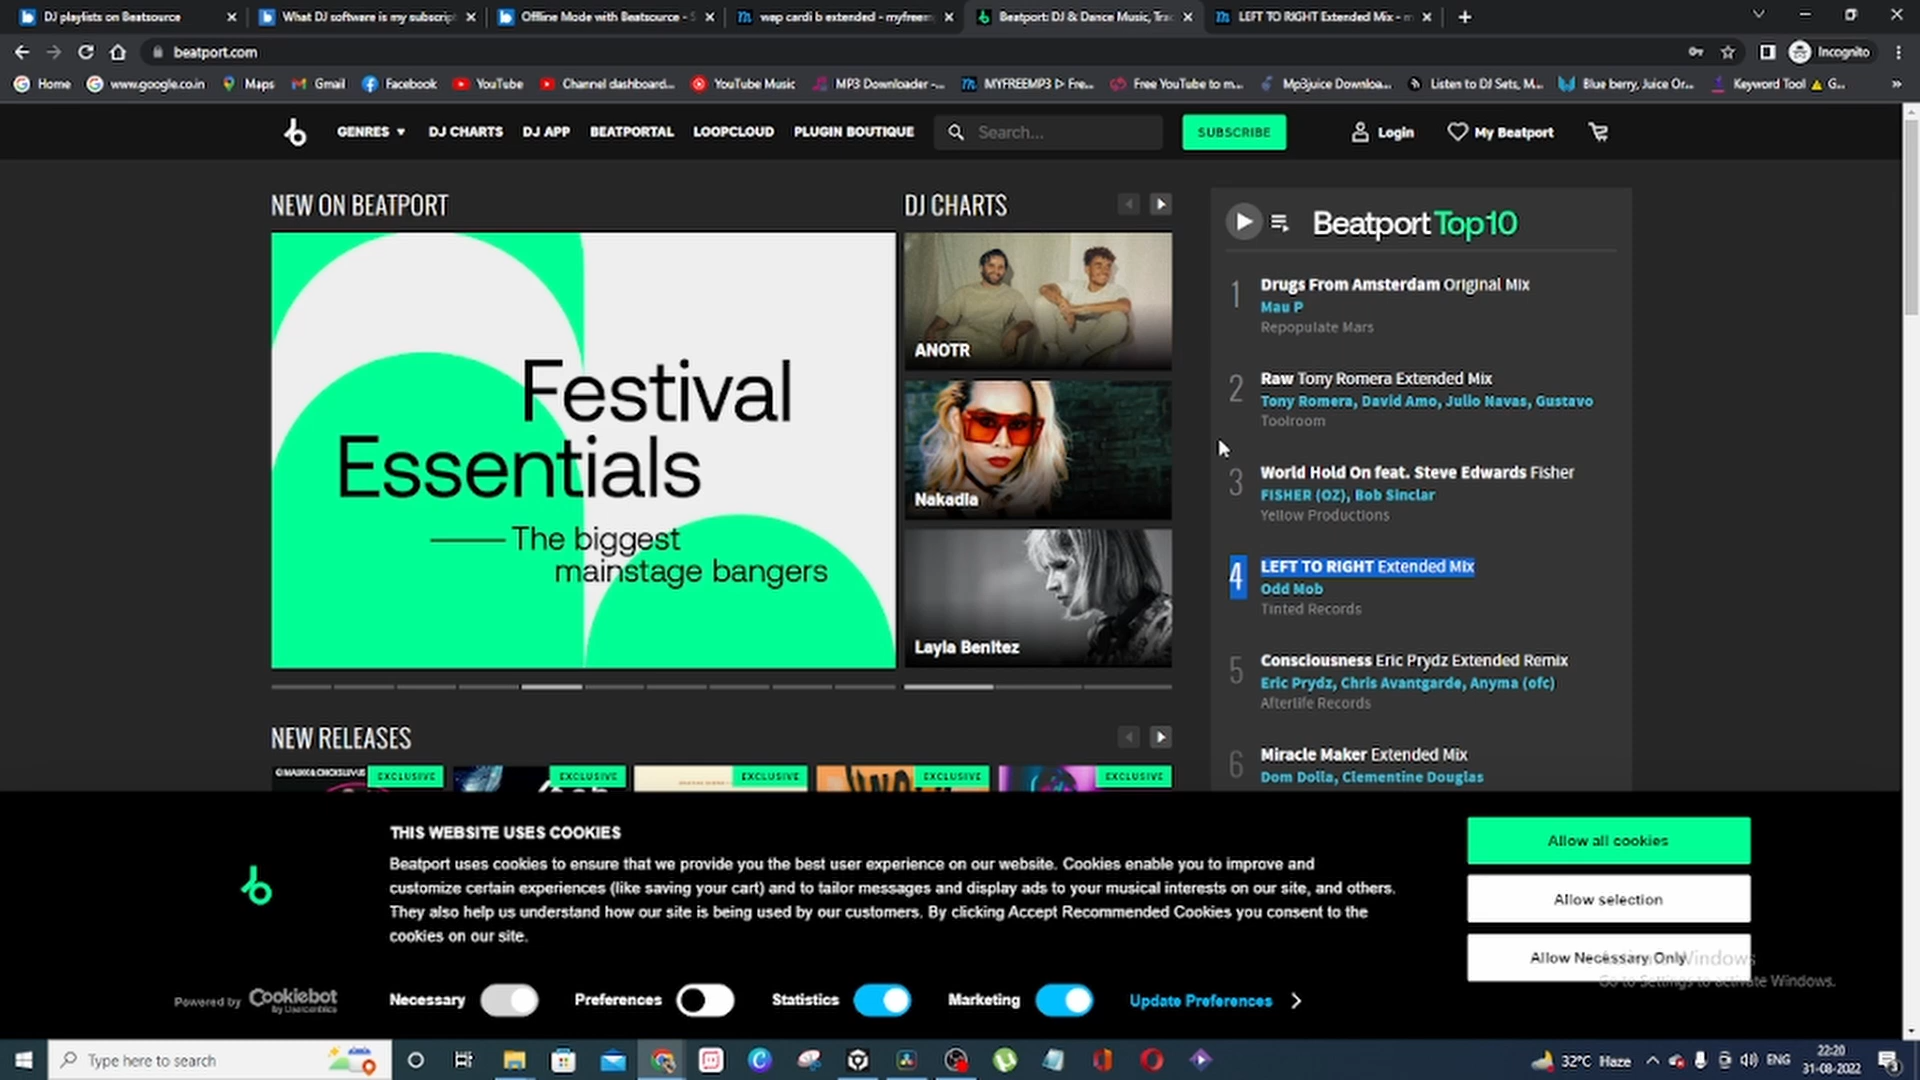 DJ playlists on Beatsource
What DJ software is my subscript
Offline Mode with Beatsource - S
wap cardi b extended - myfreem
Beatport: DJ & Dance Music, Trac
LEFT TO RIGHT Extended Mix - m
beatport.com
Incognito
Home
www.google.co.in
Maps
Gmail
Facebook
YouTube
Channel dashboard...
YouTube Music
MP3 Downloader -...
MYFREEMP3 ᐅ Fre...
Free YouTube to m...
Mp3juice Downloa...
Listen to DJ Sets, M...
Blue berry, Juice Or...
Keyword Tool ⚠ G...
GENRES
DJ CHARTS
DJ APP
BEATPORTAL
LOOPCLOUD
PLUGIN BOUTIQUE
Search...
SUBSCRIBE
Login
My Beatport
NEW ON BEATPORT
Festival
Essentials
The biggest
mainstage bangers
DJ CHARTS
ANOTR
Nakadia
Layla Benitez
Beatport Top10
1
Drugs From Amsterdam Original Mix
Mau P
Repopulate Mars
2
Raw Tony Romera Extended Mix
Tony Romera, David Amo, Julio Navas, Gustavo
Toolroom
3
World Hold On feat. Steve Edwards Fisher
FISHER (OZ), Bob Sinclar
Yellow Productions
4
LEFT TO RIGHT Extended Mix
Odd Mob
Tinted Records
5
Consciousness Eric Prydz Extended Remix
Eric Prydz, Chris Avantgarde, Anyma (ofc)
Afterlife Records
6
Miracle Maker Extended Mix
Dom Dolla, Clementine Douglas
NEW RELEASES
EXCLUSIVE
EXCLUSIVE
EXCLUSIVE
EXCLUSIVE
EXCLUSIVE
THIS WEBSITE USES COOKIES
Beatport uses cookies to ensure that we provide you the best user experience on our website. Cookies enable you to improve and
customize certain experiences (like saving your cart) and to tailor messages and display ads to your musical interests on our site, and others.
They also help us understand how our site is being used by our customers. By clicking Accept Recommended Cookies you consent to the
cookies on our site.
Allow all cookies
Allow selection
Allow Necessary Only
Windows
Go to Settings to activate Windows.
Powered by Cookiebot
by Usercentrics
Necessary
Preferences
Statistics
Marketing
Update Preferences
Type here to search
32°C Haze
ENG
22:20
31-08-2022
3